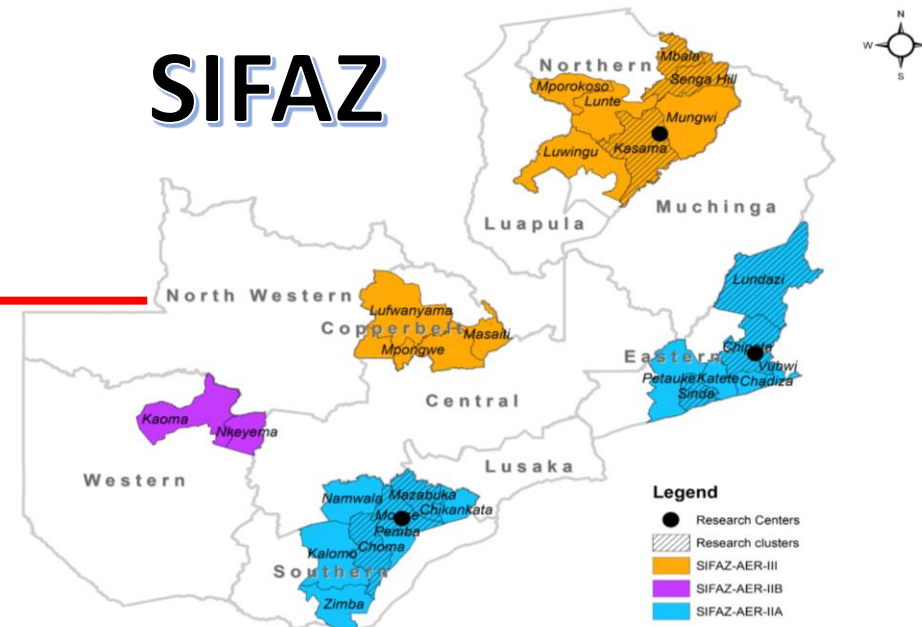 SIFAZ
N
W
S
Northern
Mbala
Senga Hill
Mporokoso
Lunte
Mungwi
Kasama
Luwingu
Muchinga
Luapula
Lundazi
North Western
Lufwanyama
Copperbelt
Masaiti
Mpongwe
Eastern
Chipata
Vubwi
Petauke
Katete
Chadiza
Sinda
Central
Kaoma
Nkeyema
Western
Lusaka
Namwala
Mazabuka
Chikankata
Pemba
Choma
Kalomo
Southern
Zimba
Legend
Research Centers
Research clusters
SIFAZ-AER-III
SIFAZ-AER-IIB
SIFAZ-AER-IIA